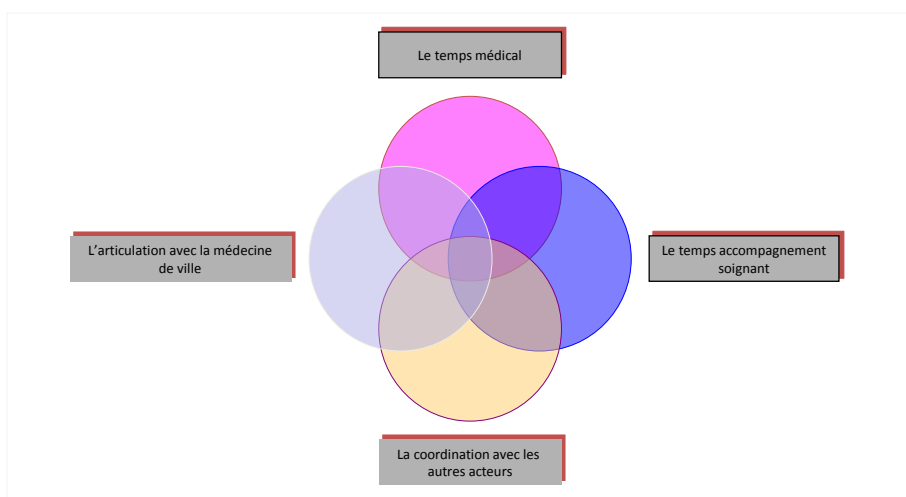 Le temps médical
L’articulation avec la médecine
de ville
Le temps accompagnement
soignant
La coordination avec les
autres acteurs